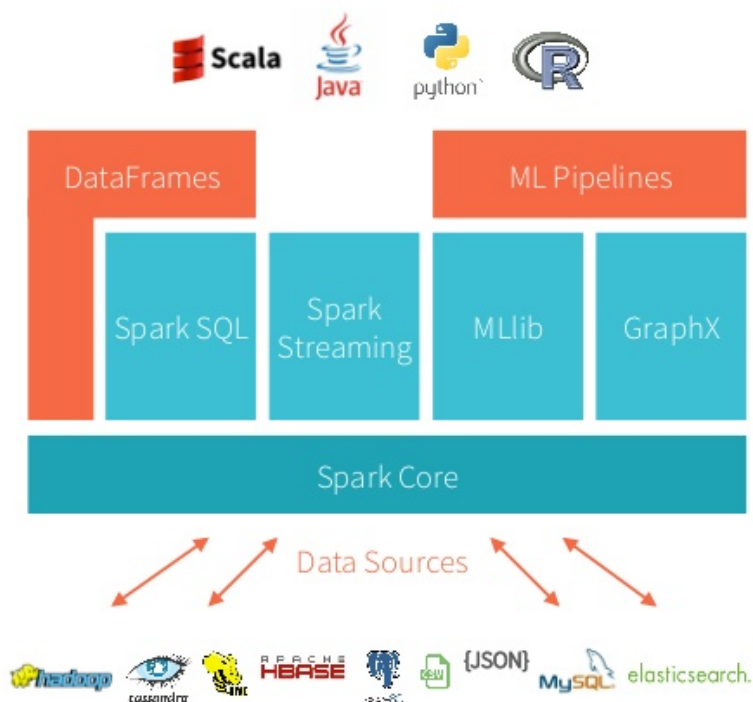 Scala
Java
python
R
DataFrames
ML Pipelines
Spark SQL
Spark
Streaming
MLlib
GraphX
Spark Core
Data Sources
hadoop
cassandra
APACHE
HBASE
{JSON}
MySQL
elasticsearch.